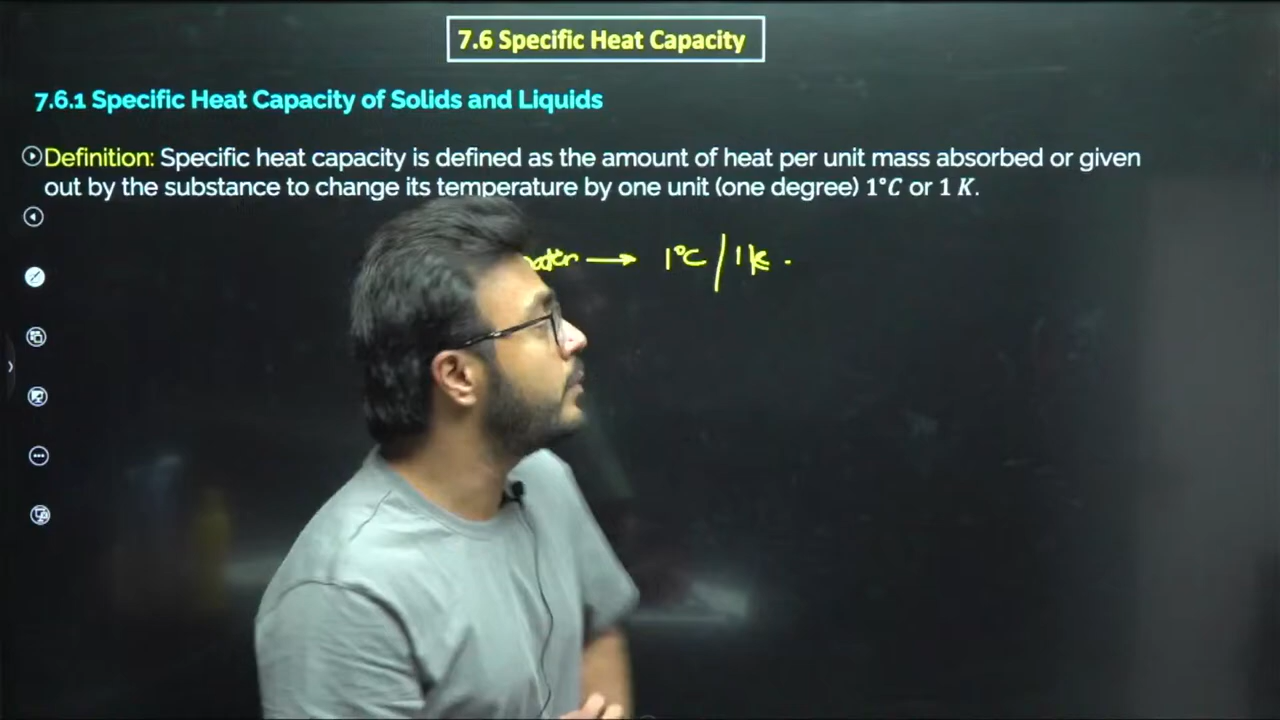 7.6 Specific Heat Capacity
7.6.1 Specific Heat Capacity of Solids and Liquids
Definition: Specific heat capacity is defined as the amount of heat per unit mass absorbed or given
out by the substance to change its temperature by one unit (one degree) 1°C or 1 K.
→ 1°C / 1 K .